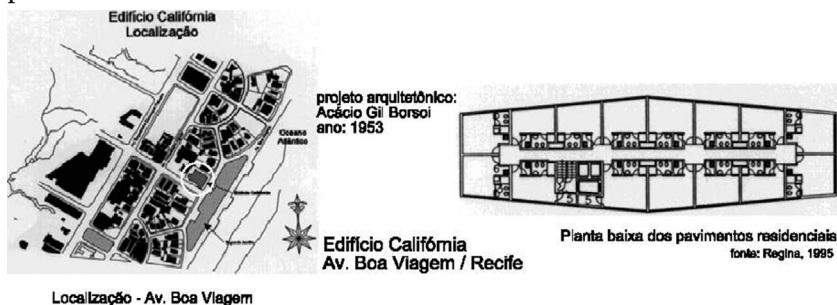 Edifício Califórnia
Localização
Oceano
Atlântico
Localização - Av. Boa Viagem
projeto arquitetônico:
Acácio Gil Borsoi
ano: 1953
Edifício Califórnia
Av. Boa Viagem / Recife
Planta baixa dos pavimentos residenciais
fonte: Regina, 1995